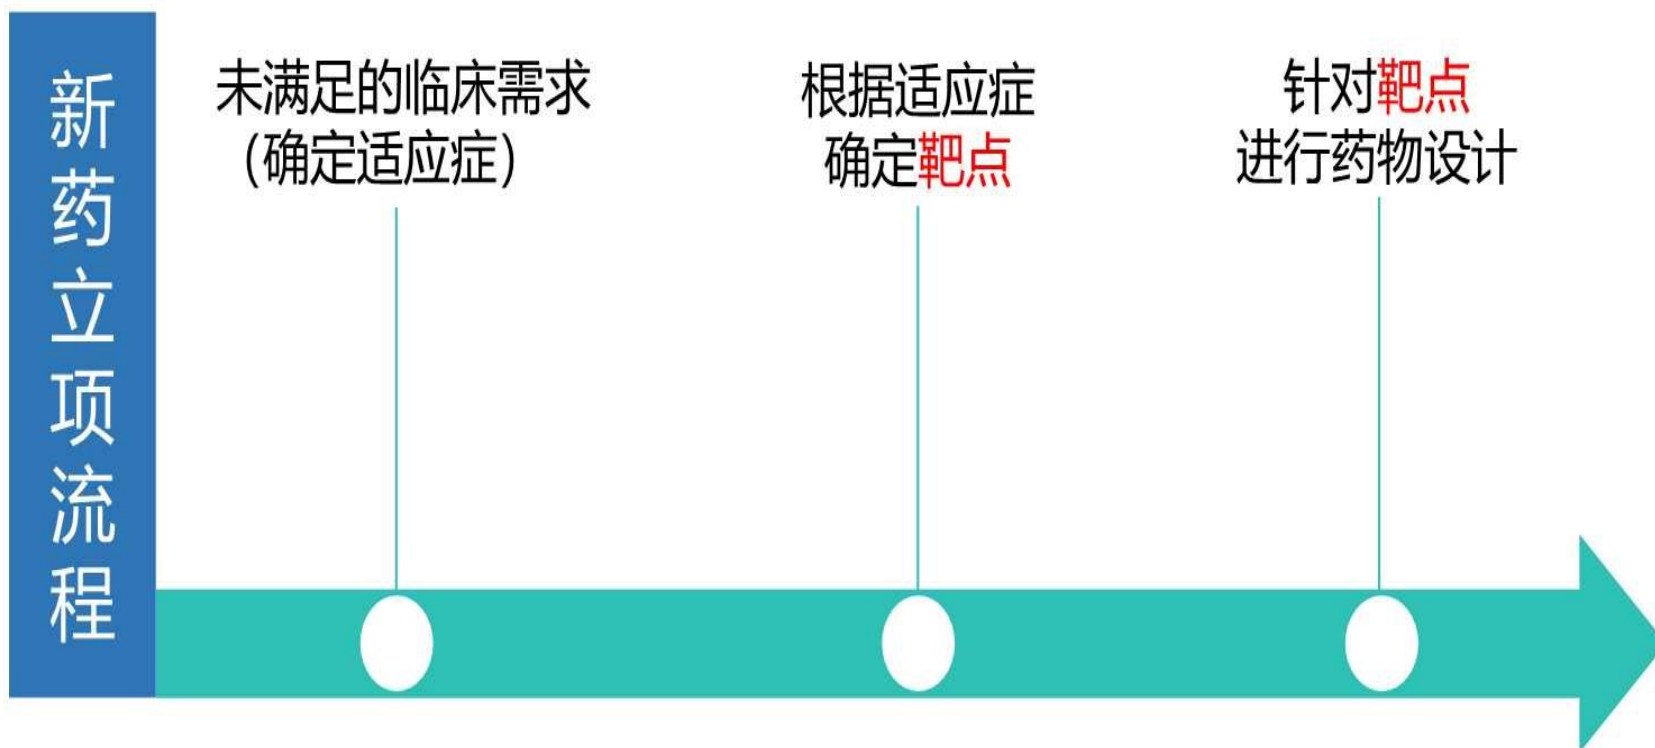 新药立项流程
未满足的临床需求
(确定适应症)
根据适应症
确定靶点
针对靶点
进行药物设计